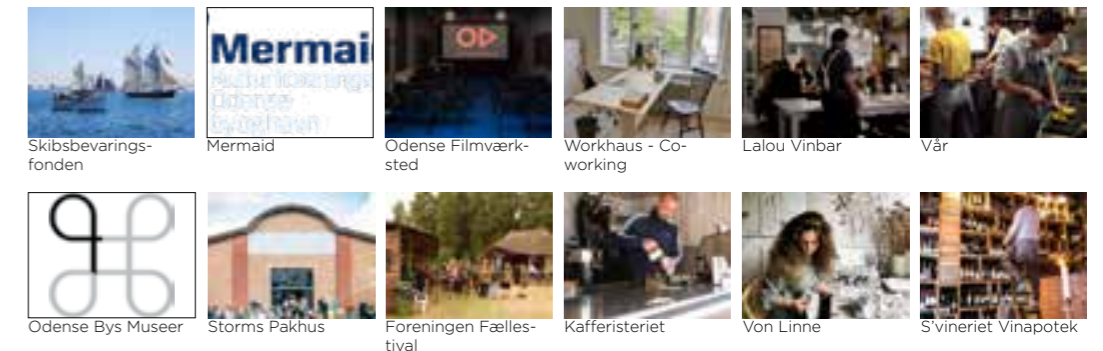 Mermai
OD
Skibsbevarings-
fonden
Mermaid
Odense Filmværk-
sted
Workhaus - Co-
working
Lalou Vinbar
Vår
Odense Bys Museer
Storms Pakhus
Foreningen Fælles-
tival
Kafferisteriet
Von Linne
S'vineriet Vinapotek